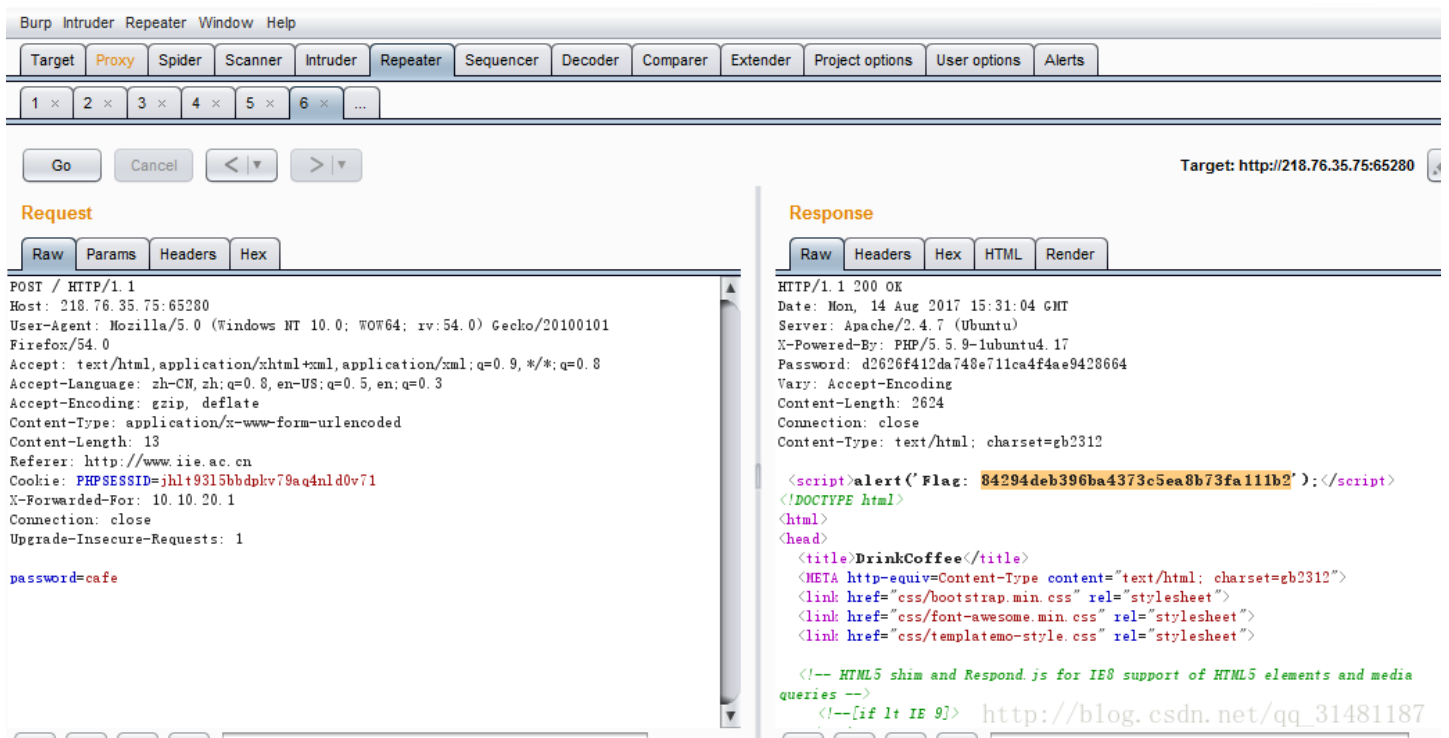 Burp Intruder Repeater Window Help
Target Proxy Spider Scanner Intruder Repeater Sequencer Decoder Comparer Extender Project options User options Alerts
1 × 2 × 3 × 4 × 5 × 6 × ...
Go Cancel < | ▼ > | ▼
Target: http://218.76.35.75:65280
Request
Raw Params Headers Hex
POST / HTTP/1.1
Host: 218.76.35.75:65280
User-Agent: Mozilla/5.0 (Windows NT 10.0; WOW64; rv:54.0) Gecko/20100101
Firefox/54.0
Accept: text/html,application/xhtml+xml,application/xml;q=0.9,*/*;q=0.8
Accept-Language: zh-CN,zh;q=0.8,en-US;q=0.5,en;q=0.3
Accept-Encoding: gzip, deflate
Content-Type: application/x-www-form-urlencoded
Content-Length: 13
Referer: http://www.iie.ac.cn
Cookie: PHPSESSID=jhlt93l5bbdpkv79aq4nld0v71
X-Forwarded-For: 10.10.20.1
Connection: close
Upgrade-Insecure-Requests: 1
password=cafe
Response
Raw Headers Hex HTML Render
HTTP/1.1 200 OK
Date: Mon, 14 Aug 2017 15:31:04 GMT
Server: Apache/2.4.7 (Ubuntu)
X-Powered-By: PHP/5.5.9-1ubuntu4.17
Password: d2626f412da748e711ca4f4ae9428664
Vary: Accept-Encoding
Content-Length: 2624
Connection: close
Content-Type: text/html; charset=gb2312
<script>alert('Flag: 84294deb396ba4373c5ea8b73fa111b2');</script>
<!DOCTYPE html>
<html>
<head>
<title>DrinkCoffee</title>
<META http-equiv=Content-Type content="text/html; charset=gb2312">
<link href="css/bootstrap.min.css" rel="stylesheet">
<link href="css/font-awesome.min.css" rel="stylesheet">
<link href="css/templatemo-style.css" rel="stylesheet">
<!-- HTML5 shim and Respond.js for IE8 support of HTML5 elements and media
queries -->
<!--[if lt IE 9]>
http://blog.csdn.net/qq_31481187